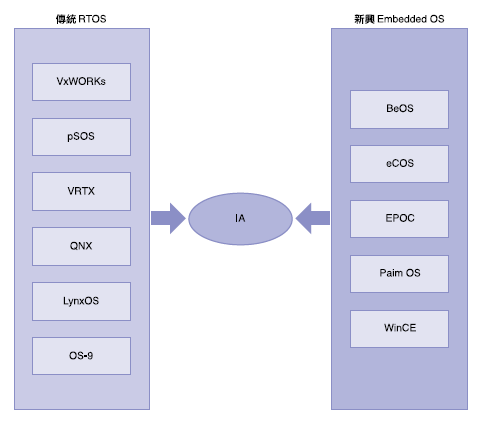 傳統 RTOS
VxWORKs
pSOS
VRTX
QNX
LynxOS
OS-9
IA
新興 Embedded OS
BeOS
eCOS
EPOC
Paim OS
WinCE